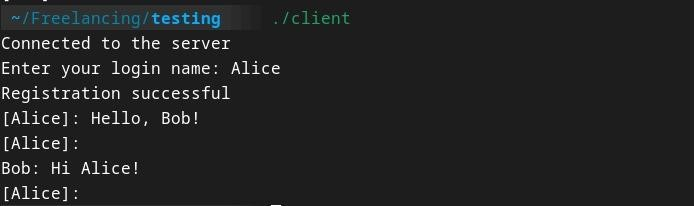 ~/Freelancing/testing ./client
Connected to the server
Enter your login name: Alice
Registration successful
[Alice]: Hello, Bob!
[Alice]:
Bob: Hi Alice!
[Alice]: